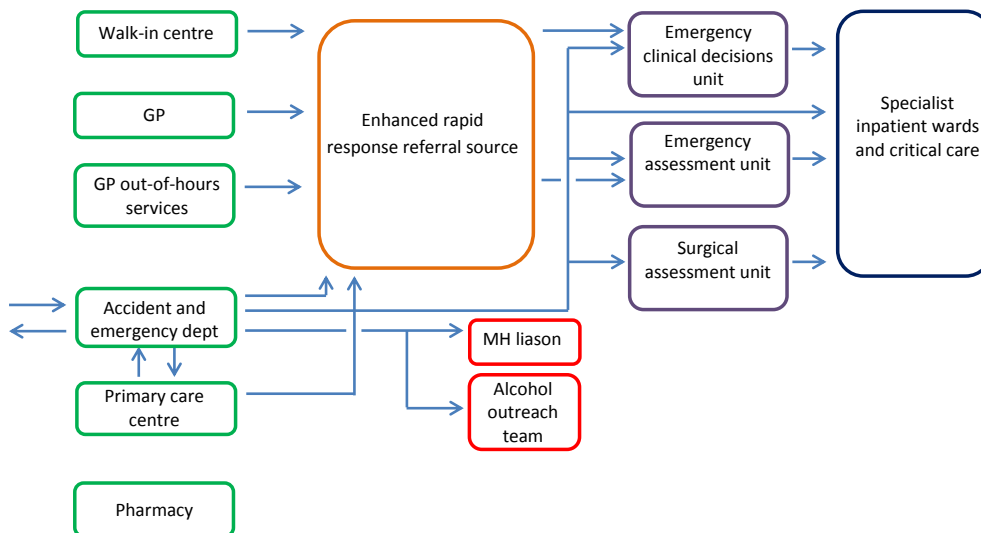 Walk-in centre
GP
GP out-of-hours
services
Accident and
emergency dept
Primary care
centre
Pharmacy
Enhanced rapid
response referral source
MH liason
Alcohol
outreach
team
Emergency
clinical decisions
unit
Emergency
assessment unit
Surgical
assessment unit
Specialist
inpatient wards
and critical care